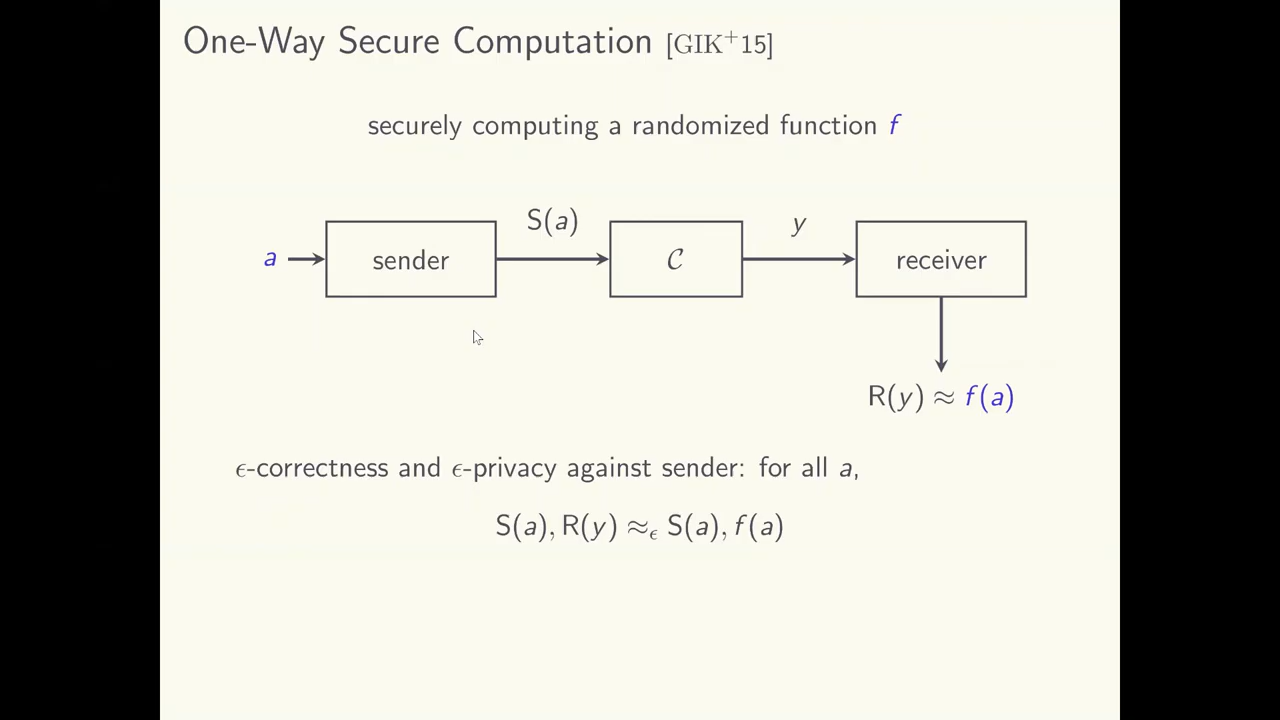 One-Way Secure Computation [GIK⁺15]
securely computing a randomized function f
S(a)
y
a
sender
𝒞
receiver
R(y) ≈ f(a)
ϵ-correctness and ϵ-privacy against sender: for all a,
S(a), R(y) ≈ϵ S(a), f(a)